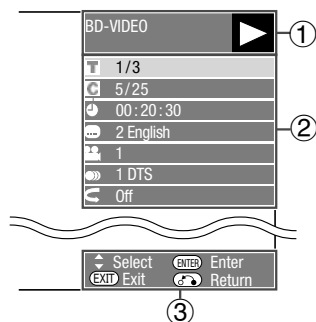 BD-VIDEO
1
T 1/3
C 5/25
00:20:30
2 English
2
1
1 DTS
Off
Select ENTER Enter
EXIT Exit Return
3